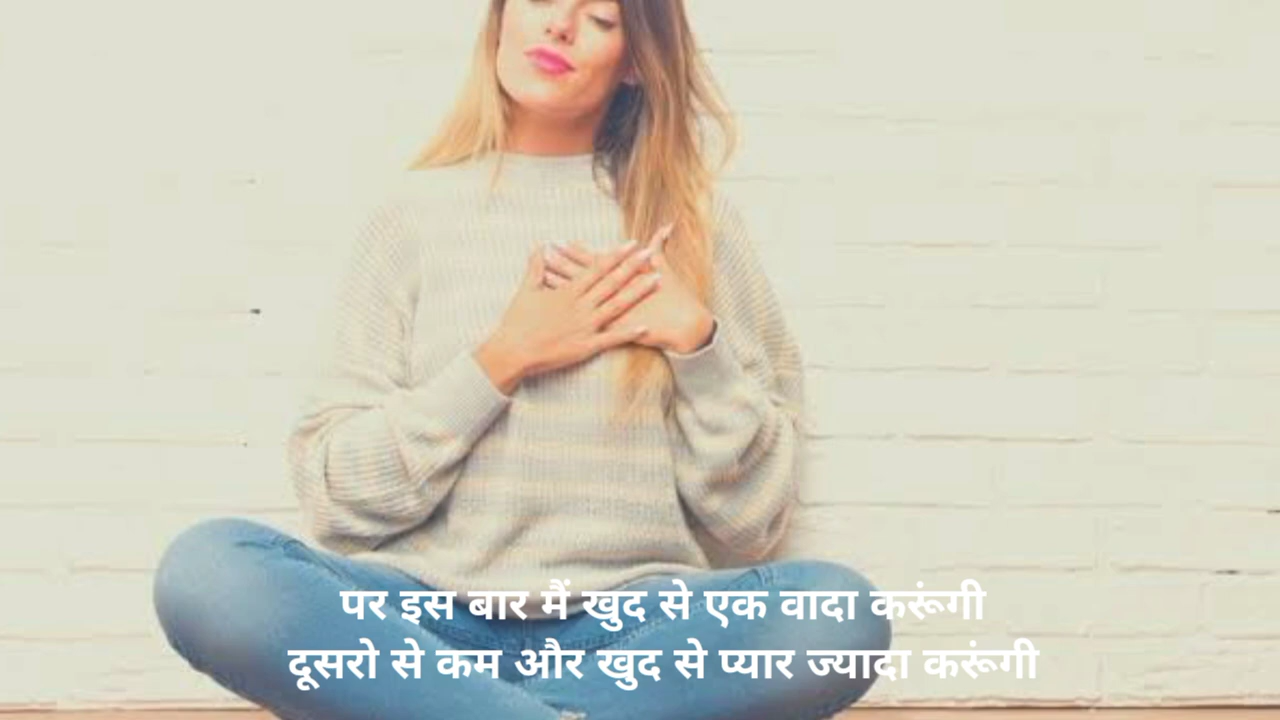 पर इस बार मैं खुद से एक वादा करूंगी
दूसरो से कम और खुद से प्यार ज्यादा करूंगी